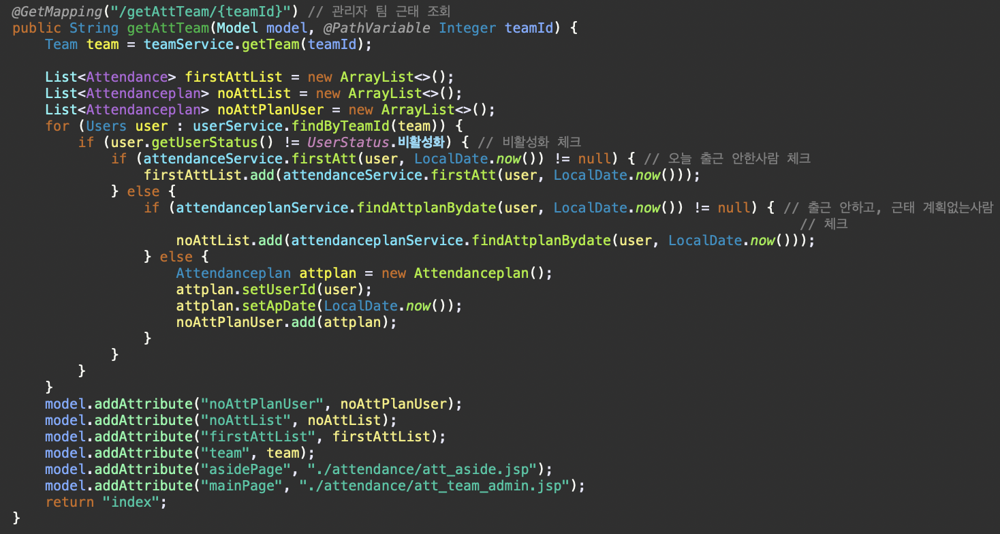 @GetMapping("/getAttTeam/{teamId}") // 관리자 팀 근태 조회
public String getAttTeam(Model model, @PathVariable Integer teamId) {
    Team team = teamService.getTeam(teamId);

    List<Attendance> firstAttList = new ArrayList<>();
    List<Attendanceplan> noAttList = new ArrayList<>();
    List<Attendanceplan> noAttPlanUser = new ArrayList<>();
    for (Users user : userService.findByTeamId(team)) {
        if (user.getUserStatus() != UserStatus.비활성화) { // 비활성화 체크
            if (attendanceService.firstAtt(user, LocalDate.now()) != null) { // 오늘 출근 안한사람 체크
                firstAttList.add(attendanceService.firstAtt(user, LocalDate.now()));
            } else {
                if (attendanceplanService.findAttplanBydate(user, LocalDate.now()) != null) { // 출근 안하고, 근태 계획없는사람
                                                                                                // 체크
                    noAttList.add(attendanceplanService.findAttplanBydate(user, LocalDate.now()));
                } else {
                    Attendanceplan attplan = new Attendanceplan();
                    attplan.setUserId(user);
                    attplan.setApDate(LocalDate.now());
                    noAttPlanUser.add(attplan);
                }
            }
        }
    }
    model.addAttribute("noAttPlanUser", noAttPlanUser);
    model.addAttribute("noAttList", noAttList);
    model.addAttribute("firstAttList", firstAttList);
    model.addAttribute("team", team);
    model.addAttribute("asidePage", "./attendance/att_aside.jsp");
    model.addAttribute("mainPage", "./attendance/att_team_admin.jsp");
    return "index";
}